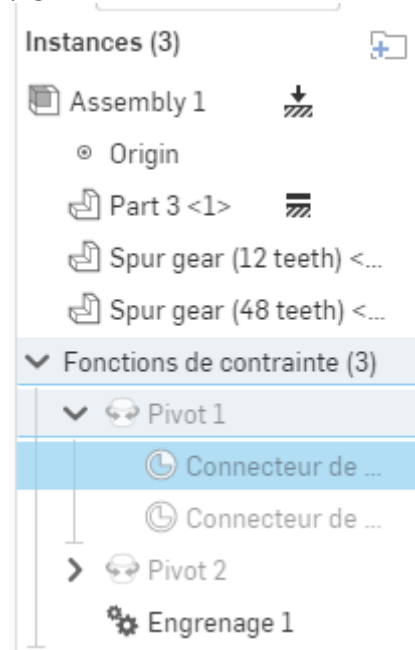 Instances (3)
Assembly 1
Origin
Part 3 <1>
Spur gear (12 teeth) <...
Spur gear (48 teeth) <...
Fonctions de contrainte (3)
Pivot 1
Connecteur de ...
Connecteur de ...
Pivot 2
Engrenage 1